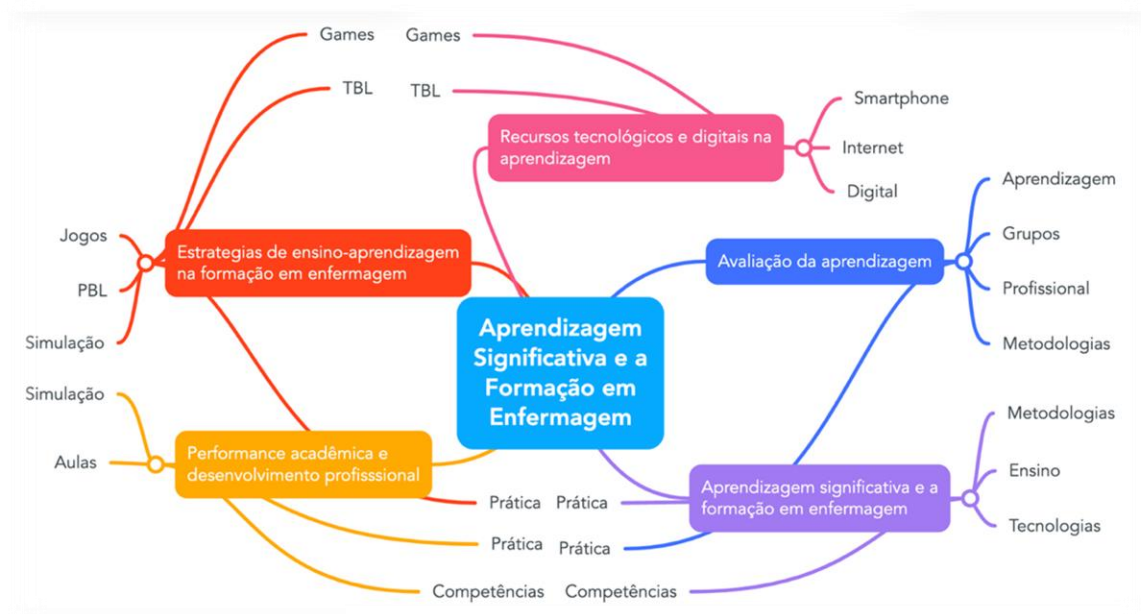 Games Games
TBL TBL
Smartphone
Recursos tecnológicos e digitais na
aprendizagem
Internet
Digital
Aprendizagem
Grupos
Profissional
Metodologias
Avaliação da aprendizagem
Jogos
PBL
Simulação
Estrategias de ensino-aprendizagem
na formação em enfermagem
Aprendizagem
Significativa e a
Formação em
Enfermagem
Simulação
Aulas
Performance acadêmica e
desenvolvimento profisssional
Metodologias
Ensino
Tecnologias
Aprendizagem significativa e a
formação em enfermagem
Prática Prática
Prática Prática
Competências Competências